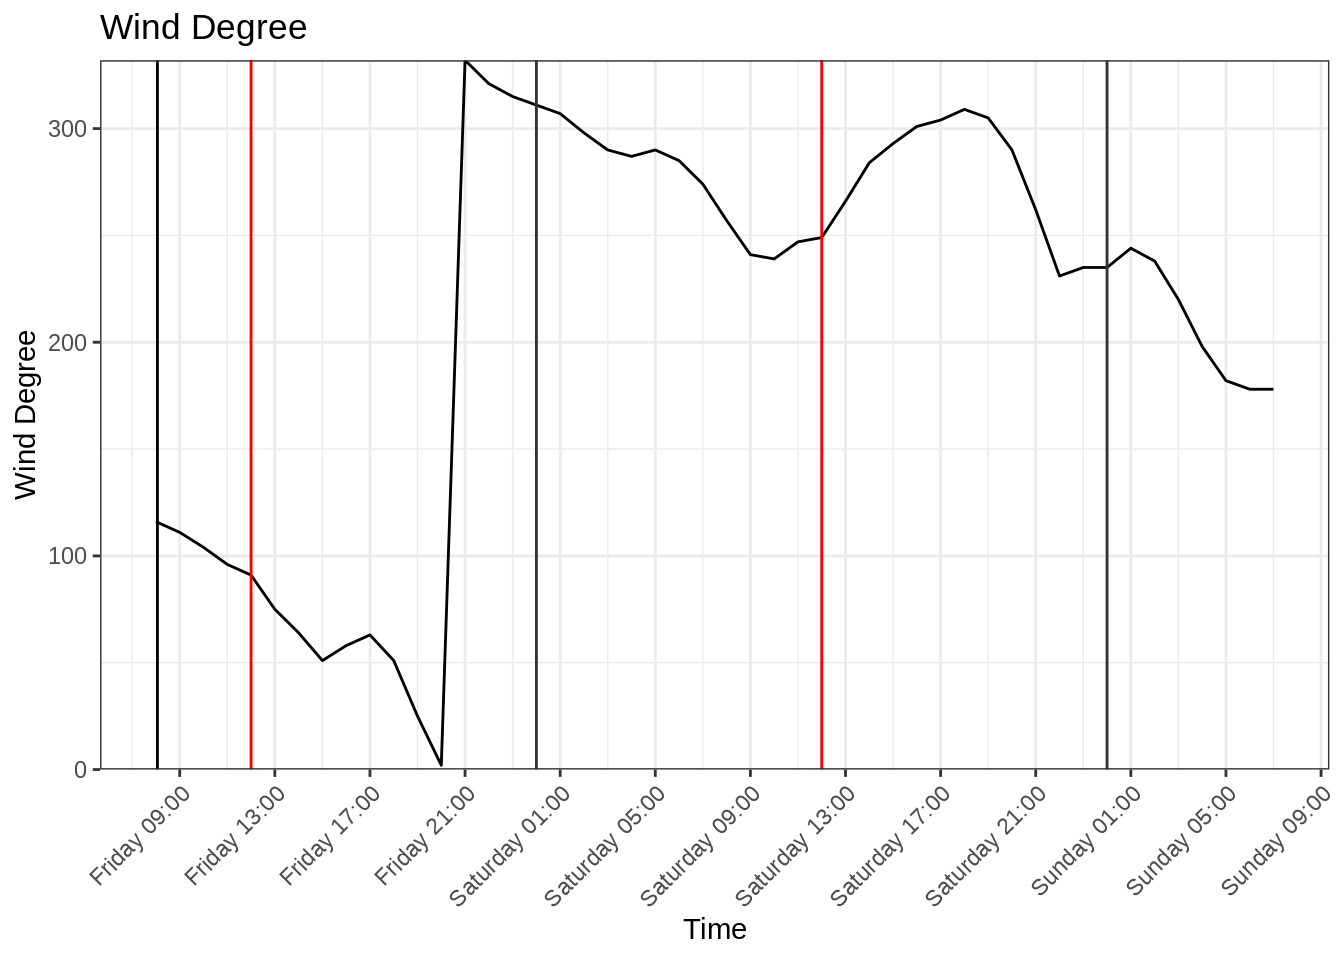 Wind Degree
Wind Degree
300
200
100
0
Friday 09:00
Friday 13:00
Friday 17:00
Friday 21:00
Saturday 01:00
Saturday 05:00
Saturday 09:00
Saturday 13:00
Saturday 17:00
Saturday 21:00
Sunday 01:00
Sunday 05:00
Sunday 09:00
Time